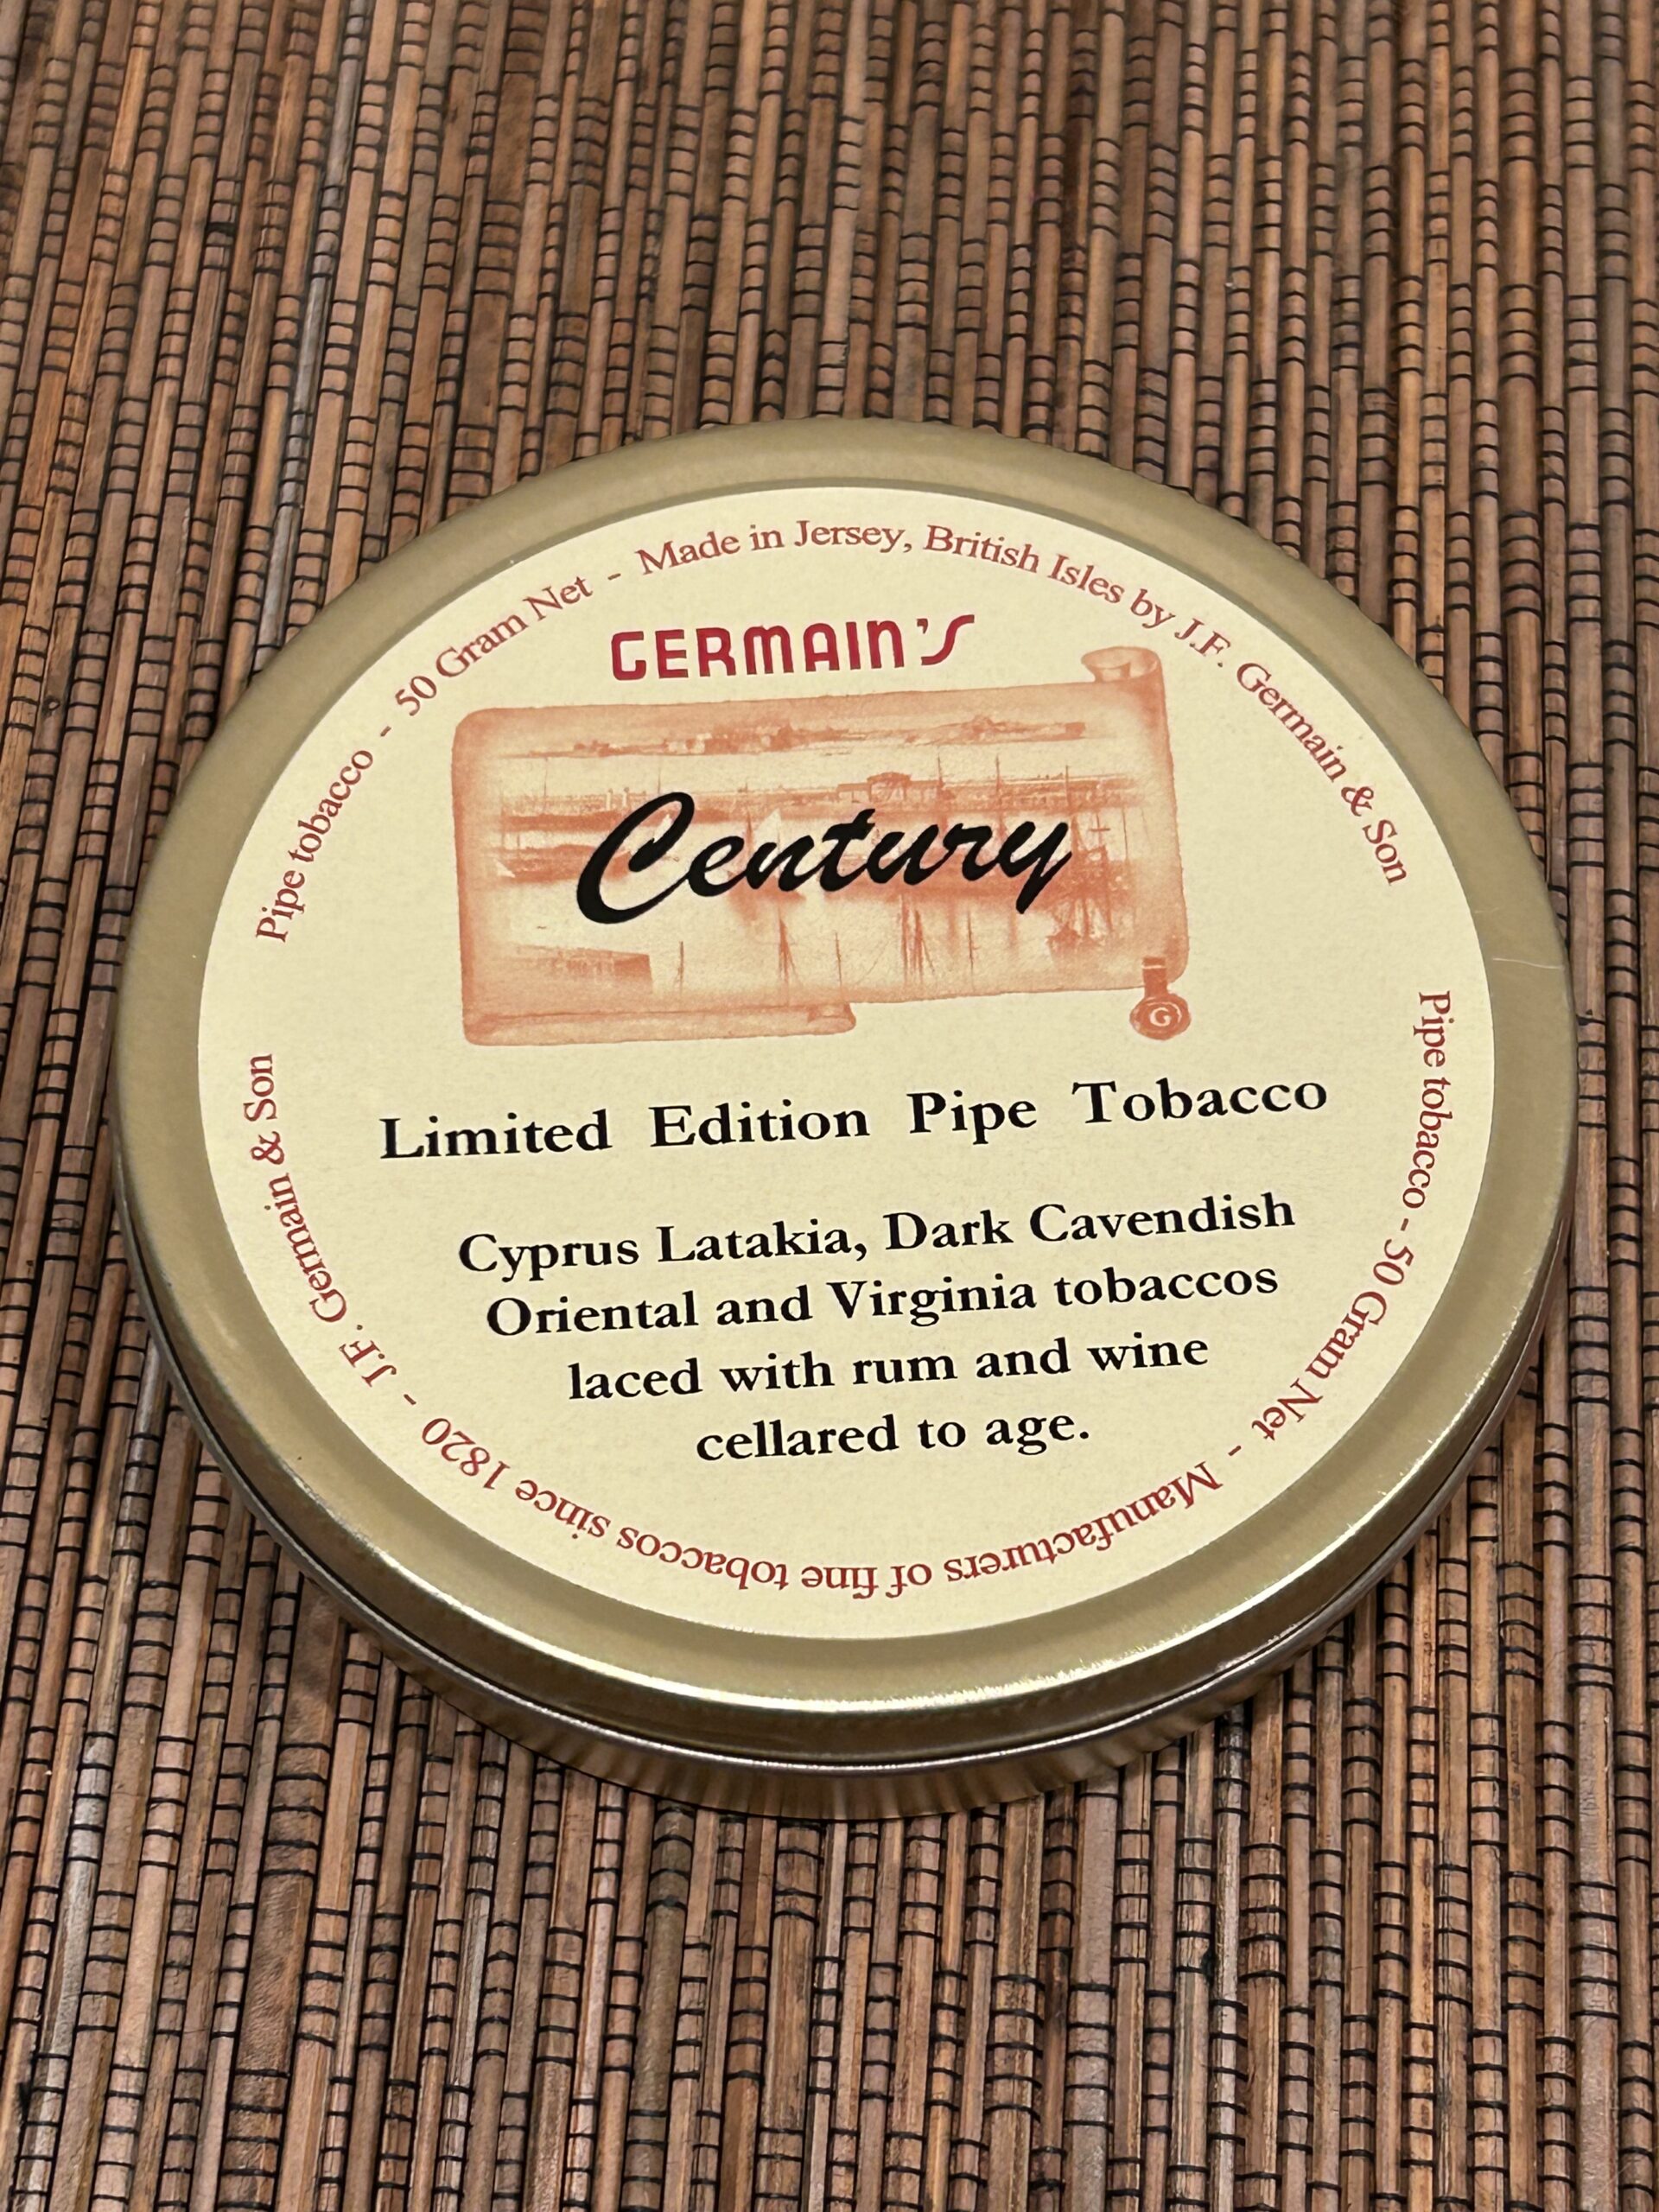 Pipe tobacco - 50 Gram Net - Made in Jersey, British Isles by J.F. Germain & Son
GERMAIN'S
Century
G
Limited Edition Pipe Tobacco
Cyprus Latakia, Dark Cavendish
Oriental and Virginia tobaccos
laced with rum and wine
cellared to age.
Pipe tobacco - 50 Gram Net - Manufacturers of fine tobaccos since 1820 - J.F. Germain & Son